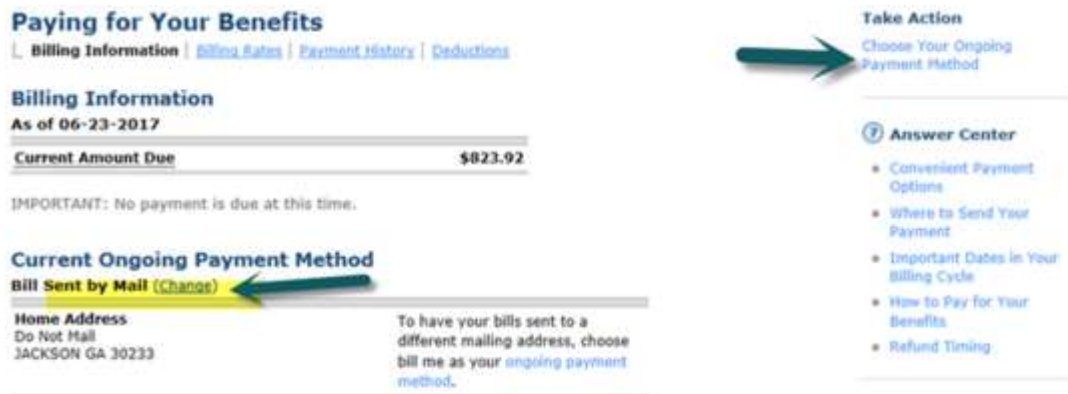 Paying for Your Benefits
Billing Information | Billing Rates | Payment History | Deductions
Billing Information
As of 06-23-2017
Current Amount Due $823.92
IMPORTANT: No payment is due at this time.
Current Ongoing Payment Method
Bill Sent by Mail (Change)
Home Address
Do Not Mail
JACKSON GA 30233
To have your bills sent to a
different mailing address, choose
bill me as your ongoing payment
method.
Take Action
Choose Your Ongoing
Payment Method
? Answer Center
Convenient Payment
Options
Where to Send Your
Payment
Important Dates in Your
Billing Cycle
How to Pay for Your
Benefits
Refund Timing